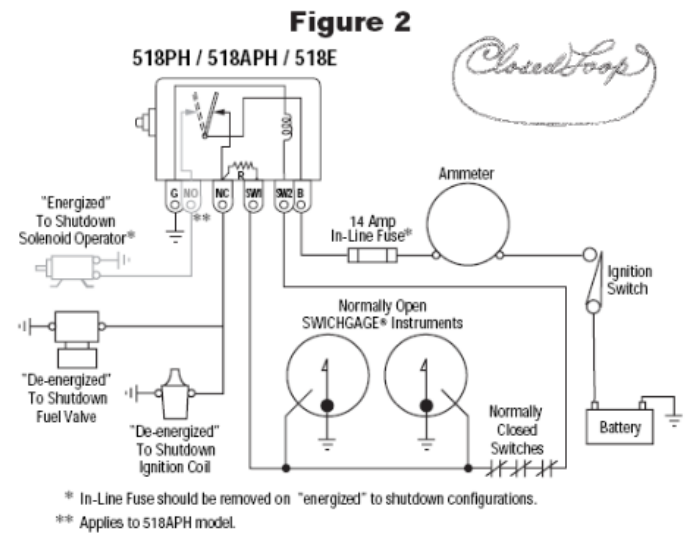 Figure 2
518PH / 518APH / 518E
Closed Loop
R
G NO NC SW1 SW2 B
**
"Energized"
To Shutdown
Solenoid Operator*
14 Amp
In-Line Fuse*
Ammeter
Ignition
Switch
Normally Open
SWICHGAGE® Instruments
"De-energized"
To Shutdown
Fuel Valve
"De-energized"
To Shutdown
Ignition Coil
Normally
Closed
Switches
Battery
* In-Line Fuse should be removed on "energized" to shutdown configurations.
** Applies to 518APH model.